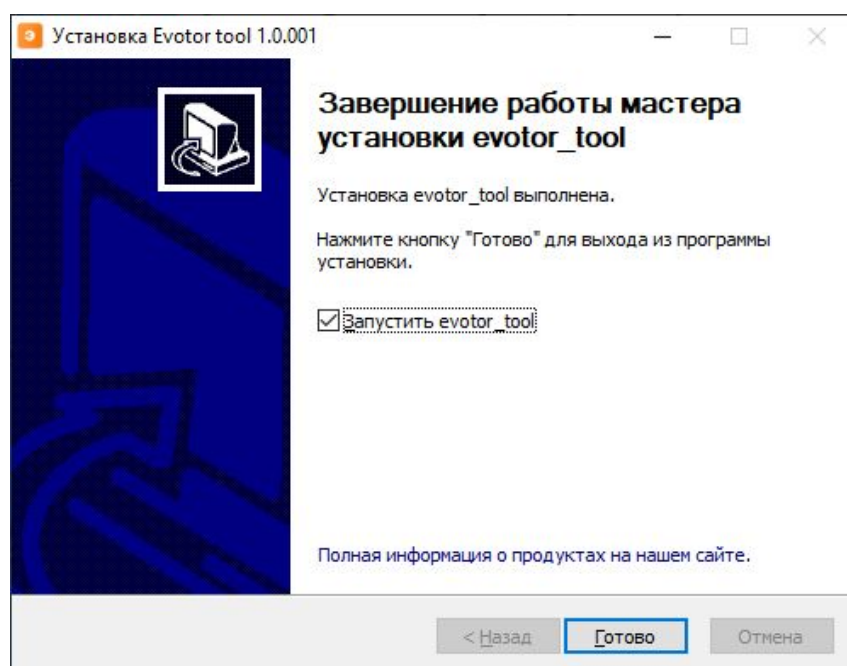 Установка Evotor tool 1.0.001
Завершение работы мастера
установки evotor_tool
Установка evotor_tool выполнена.
Нажмите кнопку "Готово" для выхода из программы
установки.
Запустить evotor_tool
Полная информация о продуктах на нашем сайте.
< Назад
Готово
Отмена